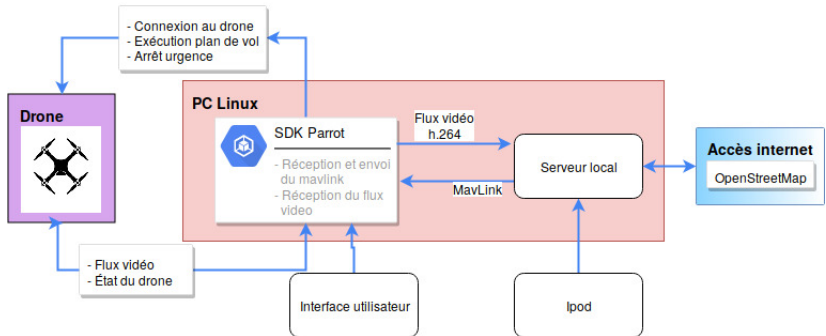 - Connexion au drone
- Exécution plan de vol
- Arrêt urgence
Drone
PC Linux
SDK Parrot
- Réception et envoi
du mavlink
- Réception du flux
video
Flux vidéo
h.264
MavLink
Serveur local
Accès internet
OpenStreetMap
- Flux vidéo
- État du drone
Interface utilisateur
Ipod